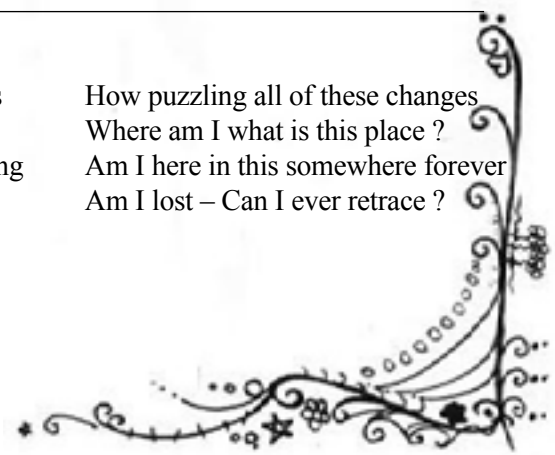 s
How puzzling all of these changes
Where am I what is this place ?
ng
Am I here in this somewhere forever
Am I lost – Can I ever retrace ?